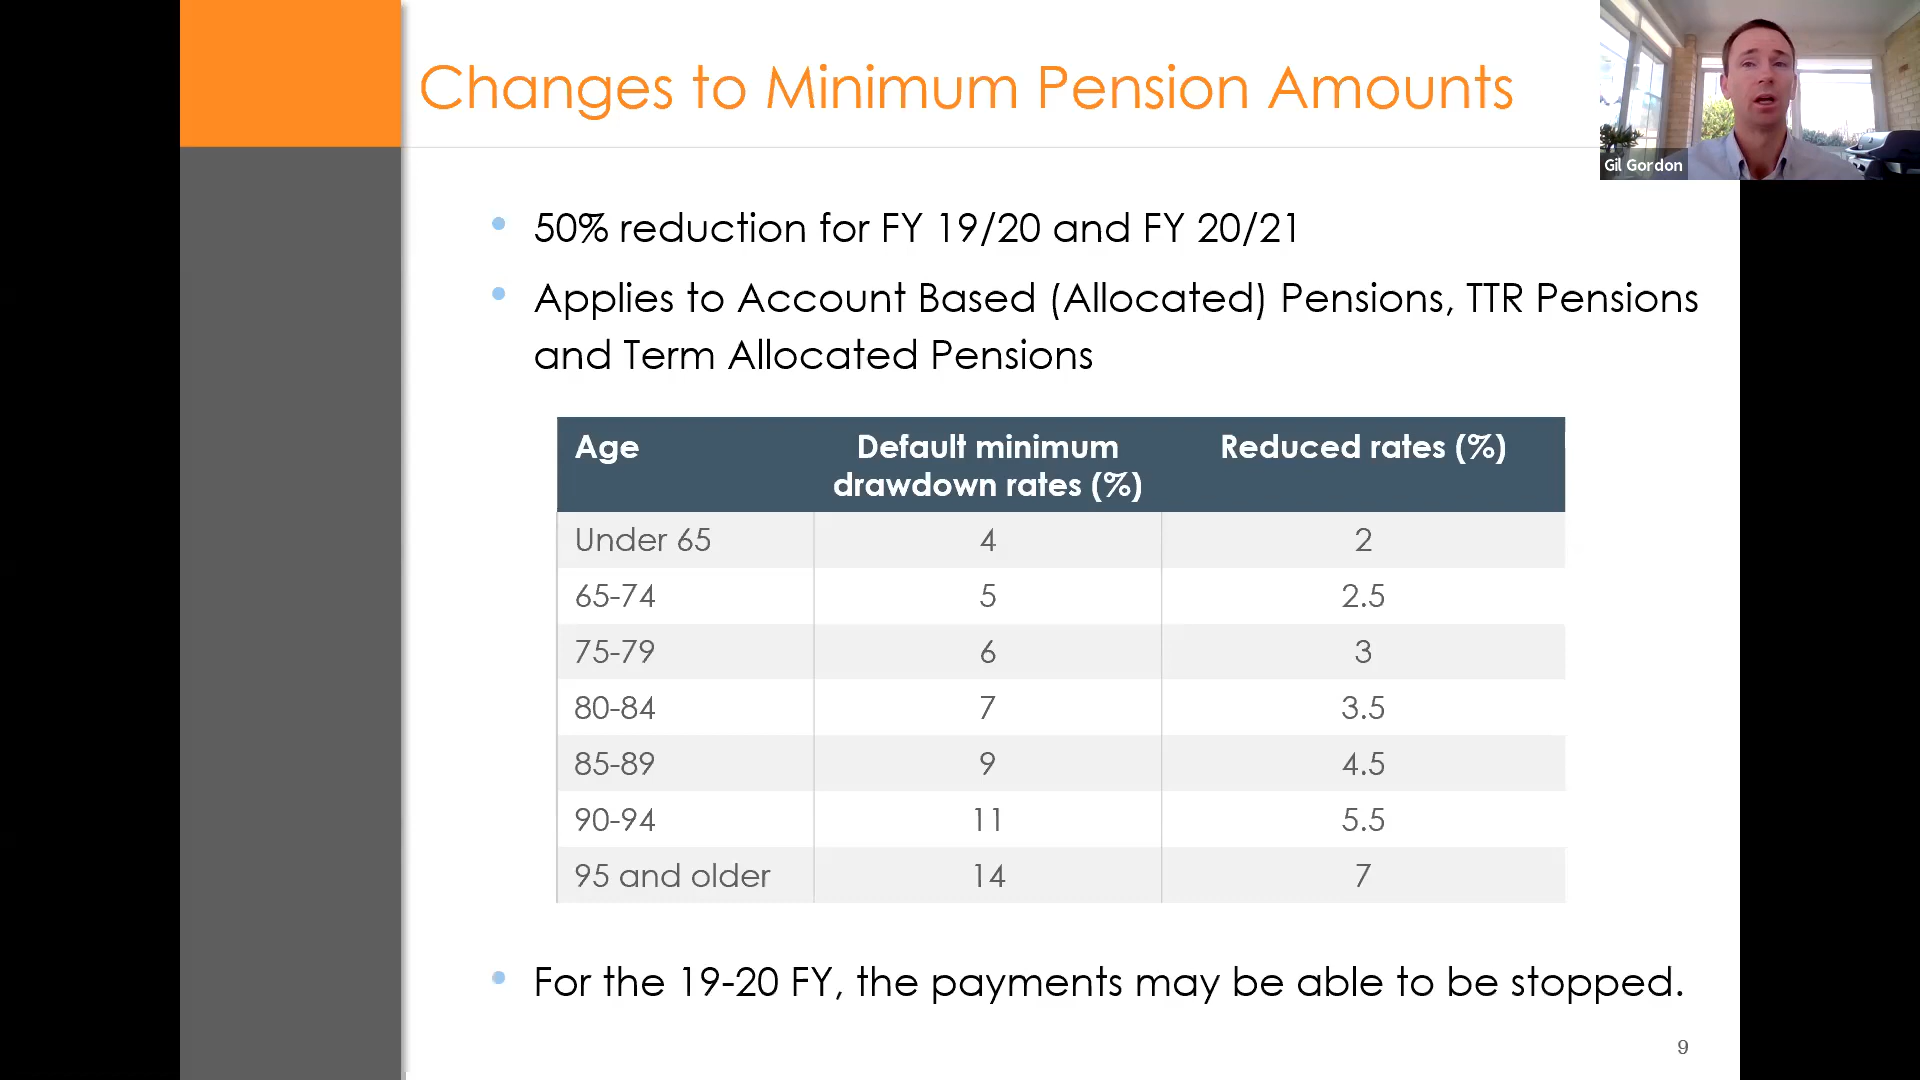 Changes to Minimum Pension Amounts
Gil Gordon
• 50% reduction for FY 19/20 and FY 20/21
• Applies to Account Based (Allocated) Pensions, TTR Pensions
and Term Allocated Pensions
Age Default minimum drawdown rates (%) Reduced rates (%)
Under 65 4 2
65-74 5 2.5
75-79 6 3
80-84 7 3.5
85-89 9 4.5
90-94 11 5.5
95 and older 14 7
• For the 19-20 FY, the payments may be able to be stopped.
9